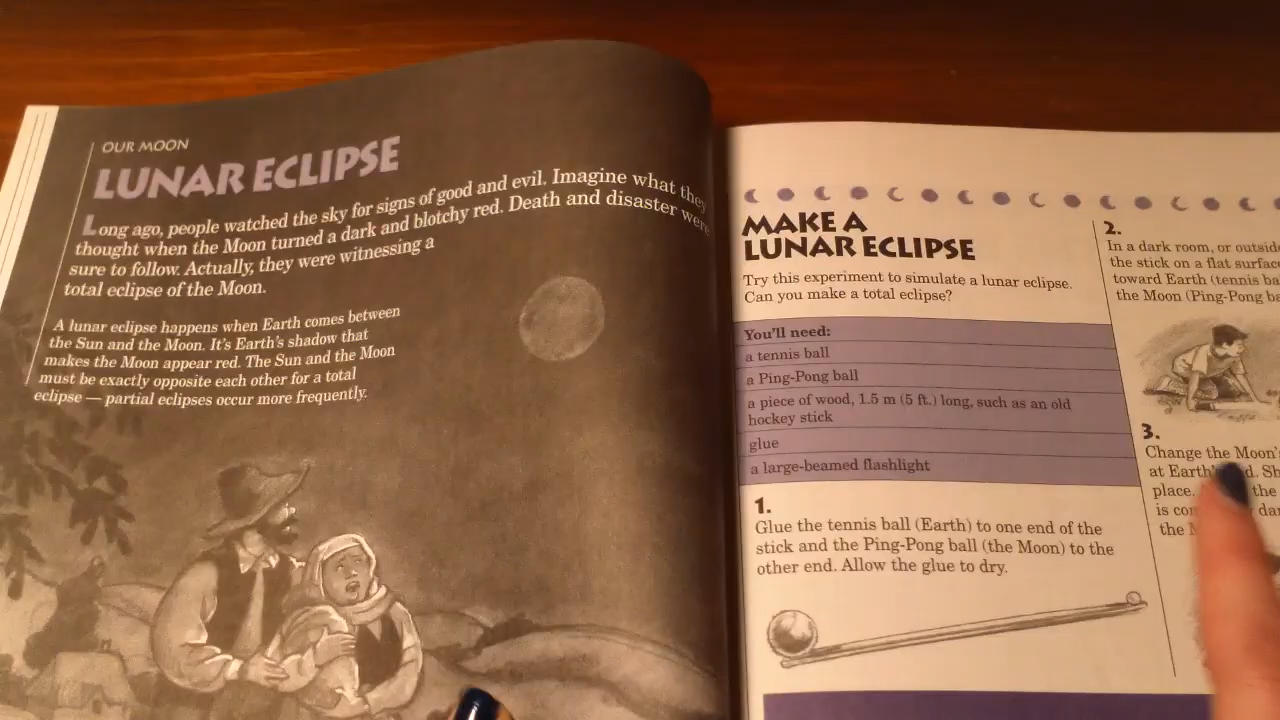 OUR MOON
LUNAR ECLIPSE
Long ago, people watched the sky for signs of good and evil. Imagine what they
thought when the Moon turned a dark and blotchy red. Death and disaster were
sure to follow. Actually, they were witnessing a
total eclipse of the Moon.
A lunar eclipse happens when Earth comes between
the Sun and the Moon. It's Earth's shadow that
makes the Moon appear red. The Sun and the Moon
must be exactly opposite each other for a total
eclipse — partial eclipses occur more frequently.
MAKE A
LUNAR ECLIPSE
Try this experiment to simulate a lunar eclipse.
Can you make a total eclipse?
You'll need:
a tennis ball
a Ping-Pong ball
a piece of wood, 1.5 m (5 ft.) long, such as an old
hockey stick
glue
a large-beamed flashlight
1.
Glue the tennis ball (Earth) to one end of the
stick and the Ping-Pong ball (the Moon) to the
other end. Allow the glue to dry.
2.
In a dark room, or outside
the stick on a flat surface
toward Earth (tennis ba
the Moon (Ping-Pong ba
3.
Change the Moon's
at Earth's
place. the
is
the